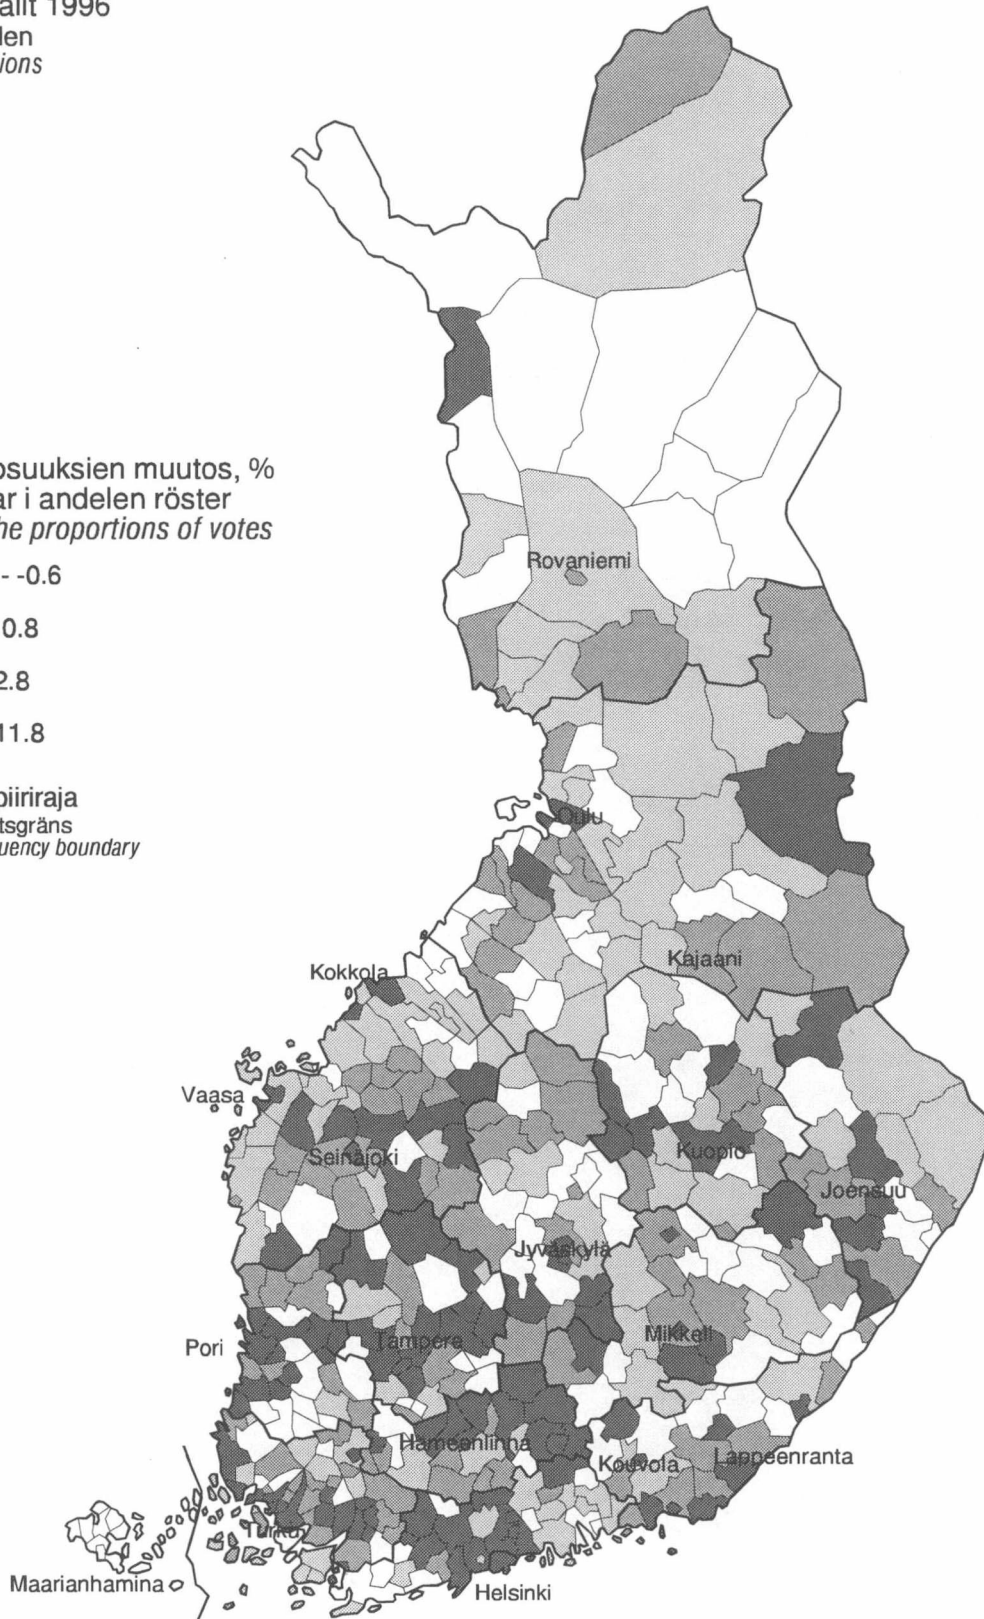 alit 1996
den
ions
osuuksien muutos, %
ar i andelen röster
he proportions of votes
- -0.6
0.8
2.8
11.8
piiriraja
tsgräns
uency boundary
Rovaniemi
Oulu
Kajaani
Kokkola
Vaasa
Kuopio
Seinäjoki
Joensuu
Jyväskylä
Mikkeli
Tampere
Pori
Hämeenlinna
Lappeenranta
Kouvola
Turku
Maarianhamina
Helsinki